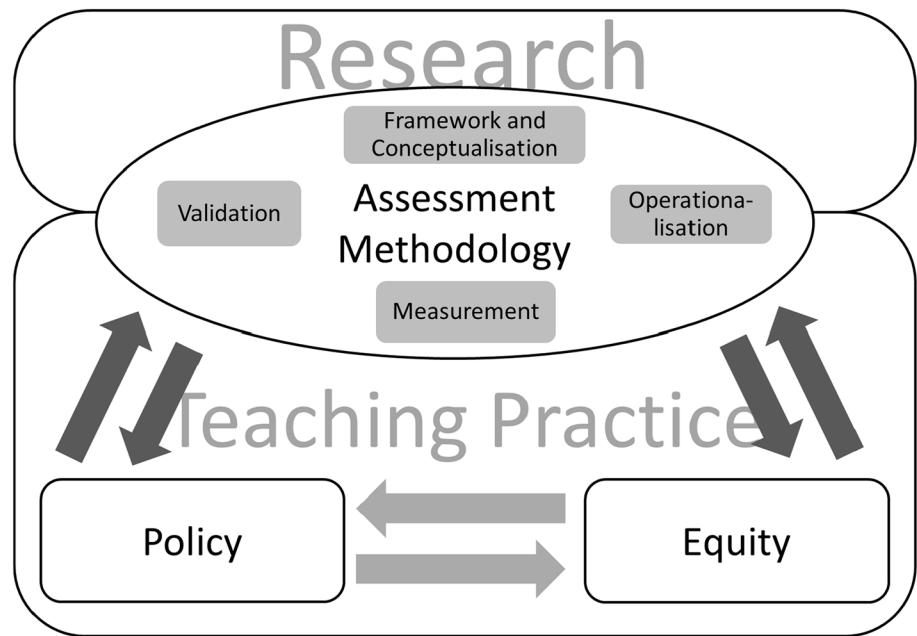 Research
Framework and
Conceptualisation
Assessment
Methodology
Validation
Operationa-
lisation
Measurement
Teaching Practice
Policy
Equity